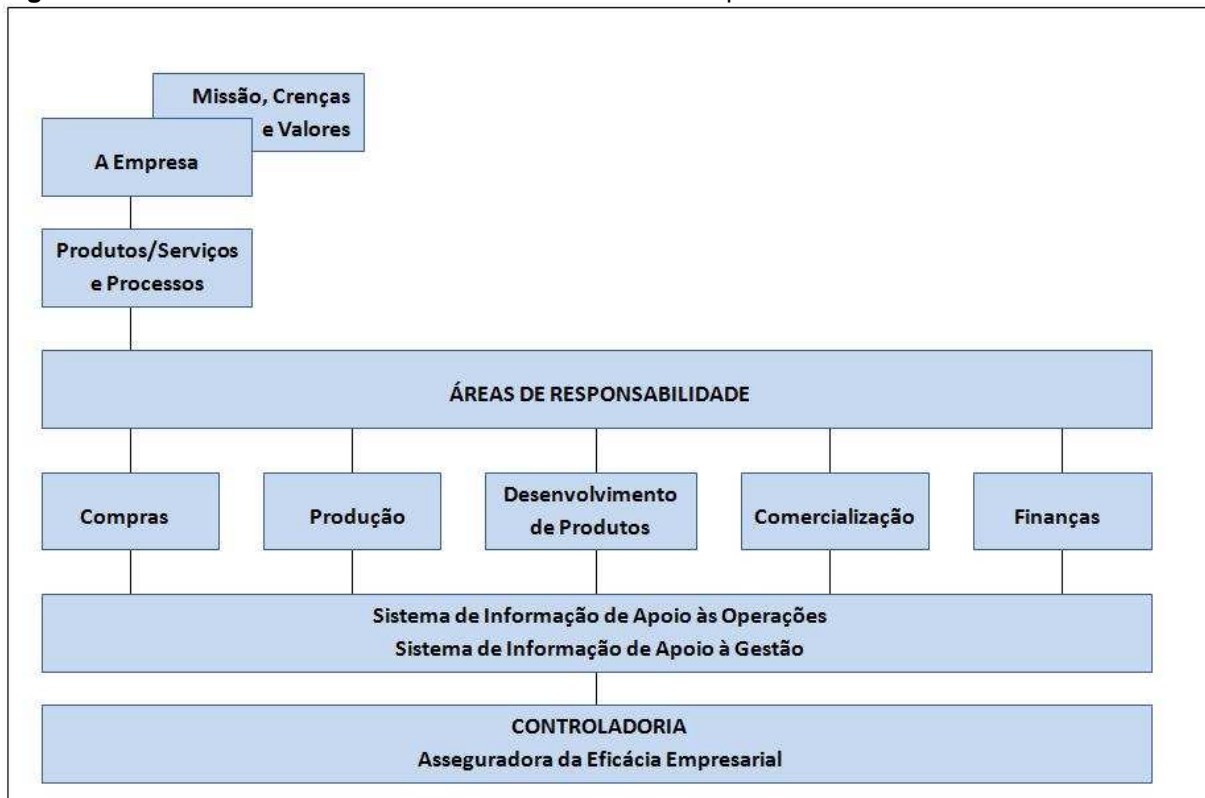 Missão, Crenças
e Valores
A Empresa
Produtos/Serviços
e Processos
ÁREAS DE RESPONSABILIDADE
Compras
Produção
Desenvolvimento
de Produtos
Comercialização
Finanças
Sistema de Informação de Apoio às Operações
Sistema de Informação de Apoio à Gestão
CONTROLADORIA
Asseguradora da Eficácia Empresarial